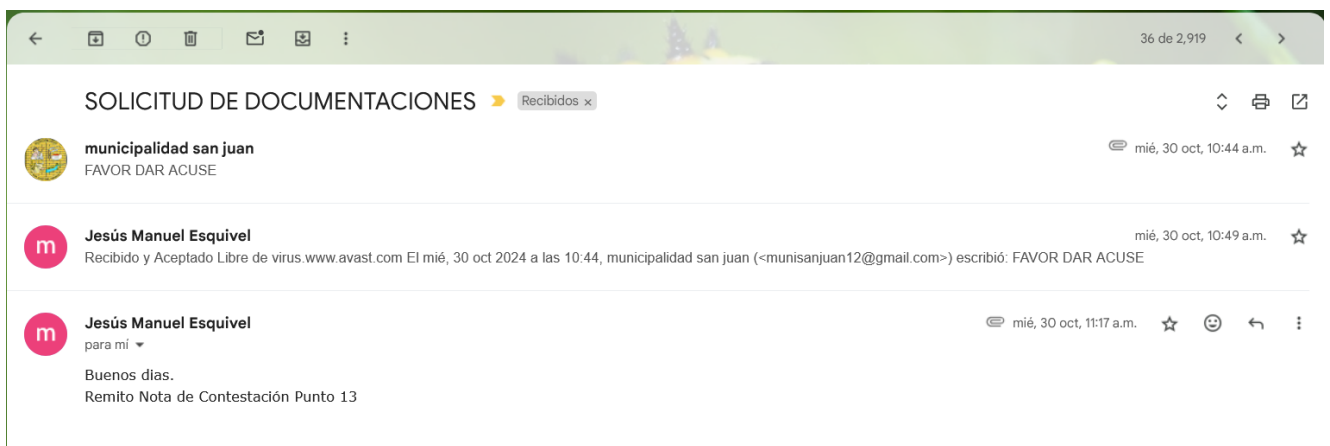 36 de 2,919
SOLICITUD DE DOCUMENTACIONES Recibidos x
municipalidad san juan mié, 30 oct, 10:44 a.m.
FAVOR DAR ACUSE
m
Jesús Manuel Esquivel mié, 30 oct, 10:49 a.m.
Recibido y Aceptado Libre de virus.www.avast.com El mié, 30 oct 2024 a las 10:44, municipalidad san juan (<munisanjuan12@gmail.com>) escribió: FAVOR DAR ACUSE
m
Jesús Manuel Esquivel mié, 30 oct, 11:17 a.m.
para mí
Buenos dias.
Remito Nota de Contestación Punto 13